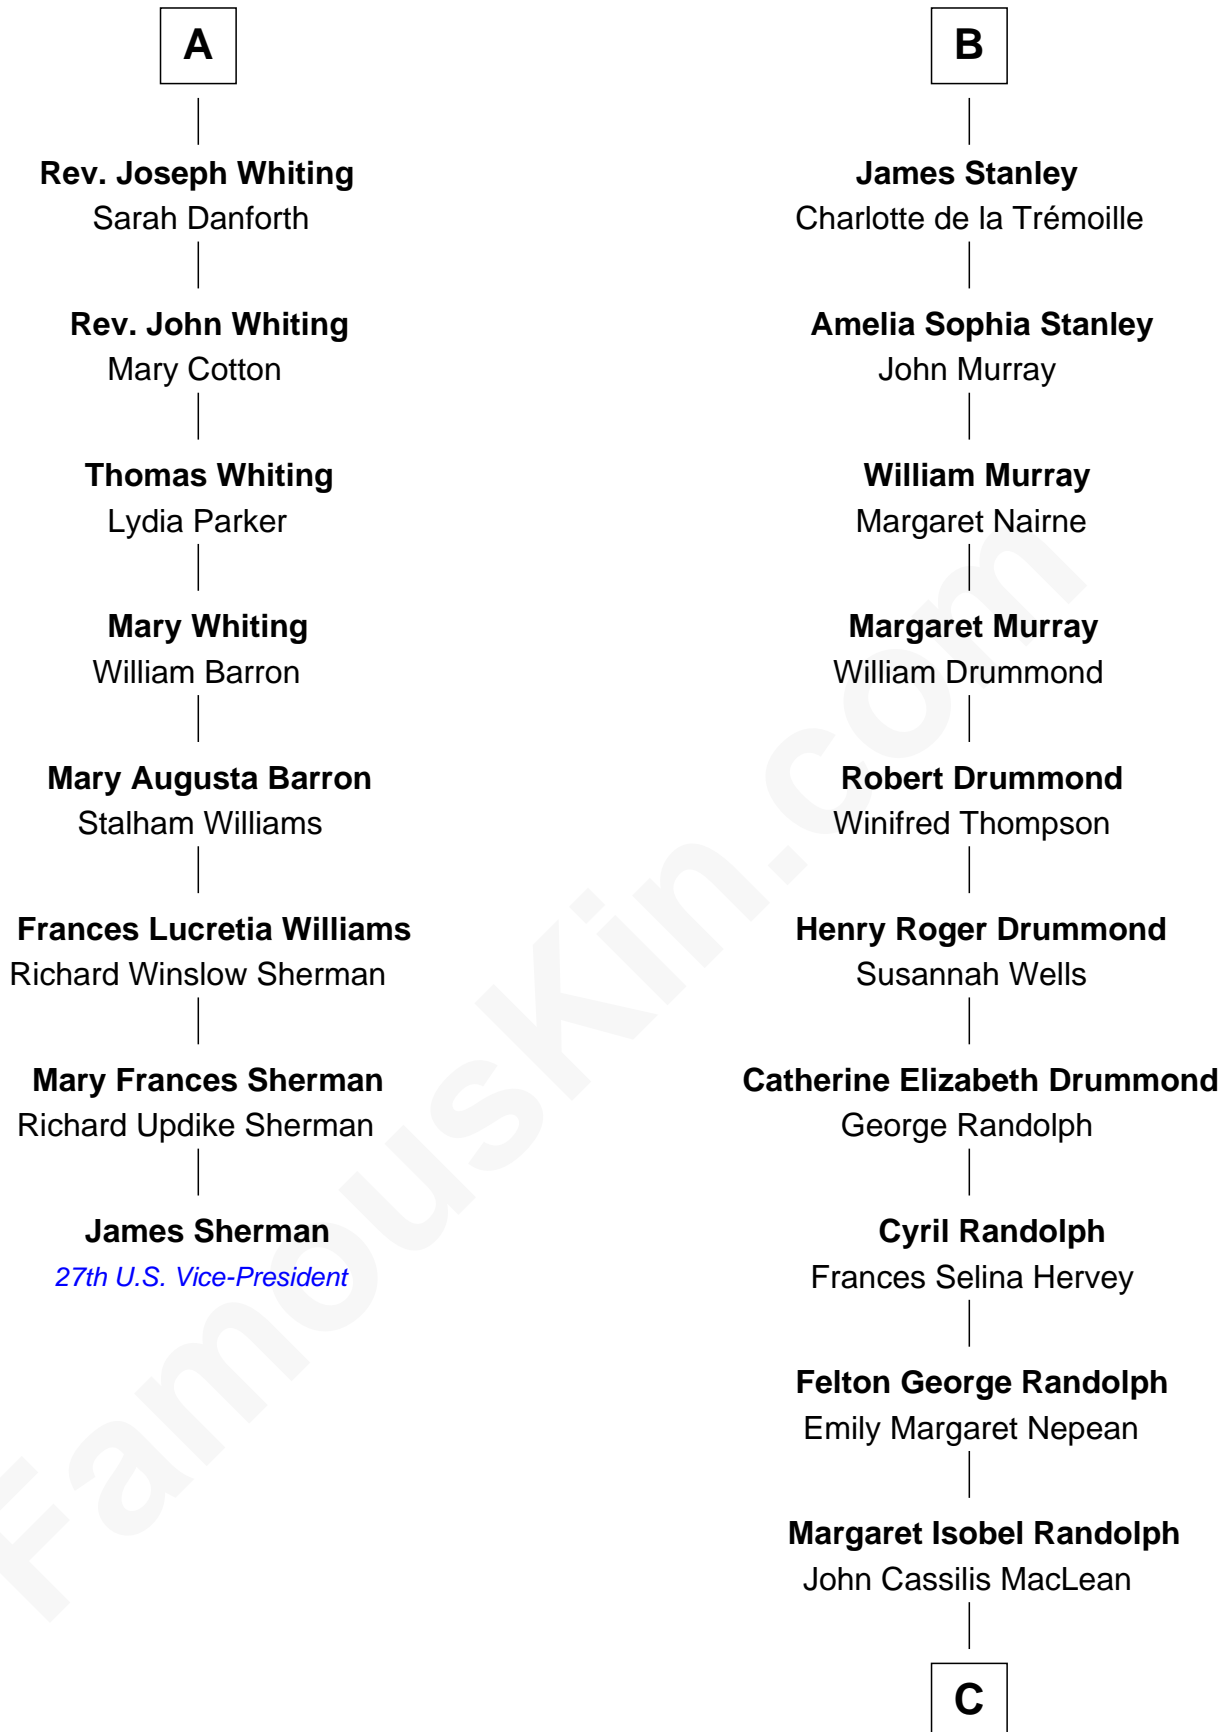 A
Rev. Joseph Whiting
Sarah Danforth
Rev. John Whiting
Mary Cotton
Thomas Whiting
Lydia Parker
Mary Whiting
William Barron
Mary Augusta Barron
Stalham Williams
Frances Lucretia Williams
Richard Winslow Sherman
Mary Frances Sherman
Richard Updike Sherman
James Sherman
27th U.S. Vice-President
B
James Stanley
Charlotte de la Trémoille
Amelia Sophia Stanley
John Murray
William Murray
Margaret Nairne
Margaret Murray
William Drummond
Robert Drummond
Winifred Thompson
Henry Roger Drummond
Susannah Wells
Catherine Elizabeth Drummond
George Randolph
Cyril Randolph
Frances Selina Hervey
Felton George Randolph
Emily Margaret Nepean
Margaret Isobel Randolph
John Cassilis MacLean
C
FamousKin.com